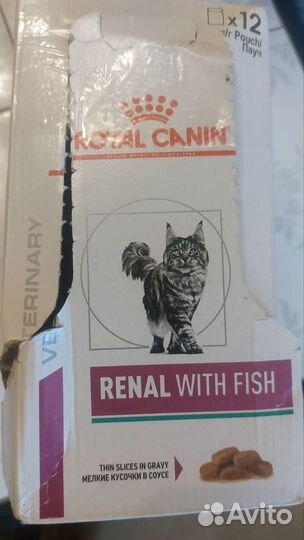 x12
Pouch/
Пауч
ROYAL CANIN
VETERINARY
RENAL WITH FISH
THIN SLICES IN GRAVY
МЕЛКИЕ КУСОЧКИ В СОУСЕ
Avito